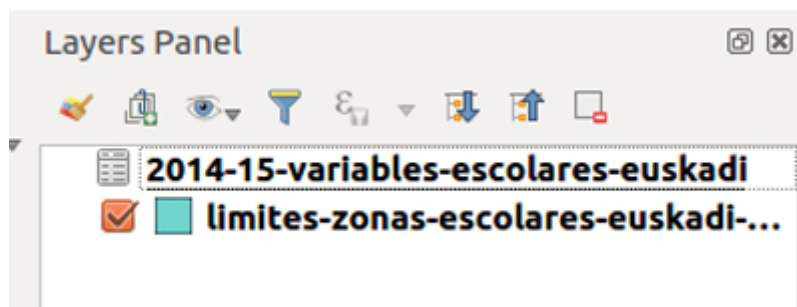 Layers Panel
2014-15-variables-escolares-euskadi
limites-zonas-escolares-euskadi-...